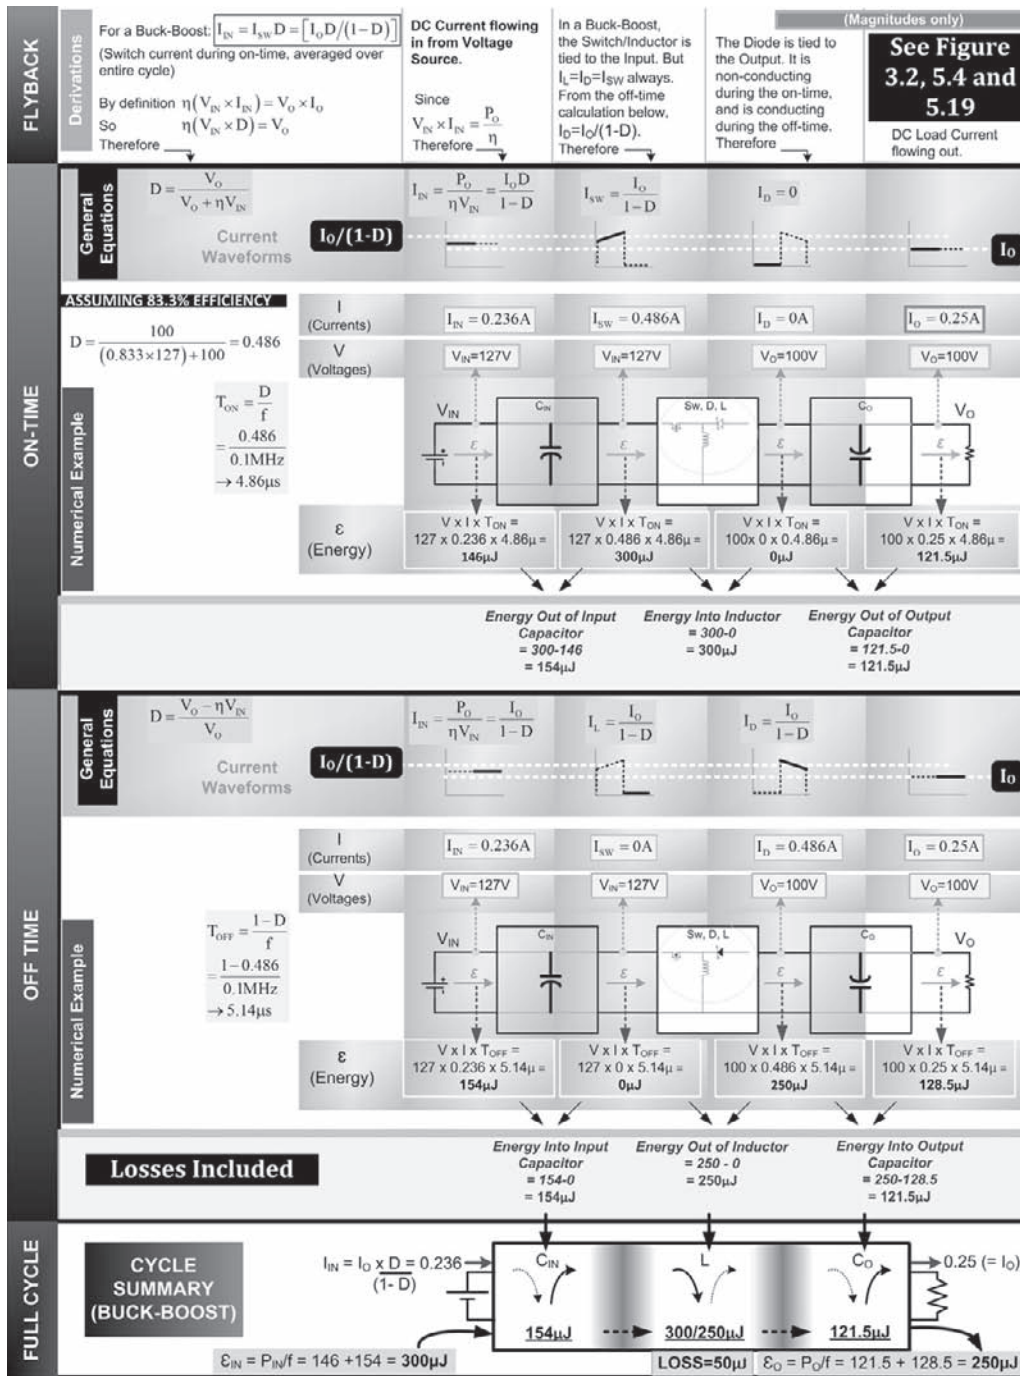 FLYBACK
Derivations
For a Buck-Boost: I_IN = I_SW D = [I_O D/(1−D)]
(Switch current during on-time, averaged over
entire cycle)
By definition η(V_IN × I_IN) = V_O × I_O
So η(V_IN × D) = V_O
Therefore
DC Current flowing
in from Voltage
Source.
Since
V_IN × I_IN = P_O/η
Therefore
In a Buck-Boost,
the Switch/Inductor is
tied to the Input. But
I_L=I_D=I_SW always.
From the off-time
calculation below,
I_D=I_O/(1-D).
Therefore
The Diode is tied to
the Output. It is
non-conducting
during the on-time,
and is conducting
during the off-time.
Therefore
(Magnitudes only)
See Figure
3.2, 5.4 and
5.19
DC Load Current
flowing out.
ON-TIME
General
Equations
D = V_O/(V_O + ηV_IN)
Current
Waveforms
I_O/(1-D)
I_IN = P_O/(ηV_IN) = I_O D/(1−D)
I_SW = I_O/(1−D)
I_D = 0
I_O
ASSUMING 83.3% EFFICIENCY
D = 100/((0.833×127)+100) = 0.486
I
(Currents)
I_IN = 0.236A
I_SW = 0.486A
I_D = 0A
I_O = 0.25A
V
(Voltages)
V_IN=127V
V_IN=127V
V_O=100V
V_O=100V
Numerical Example
T_ON = D/f
= 0.486/0.1MHz
→ 4.86μs
V_IN
C_IN
Sw, D, L
C_O
V_O
ε
ε
ε
ε
ε
(Energy)
V x I x T_ON =
127 x 0.236 x 4.86μ =
146μJ
V x I x T_ON =
127 x 0.486 x 4.86μ =
300μJ
V x I x T_ON =
100x 0 x 0.4.86μ =
0μJ
V x I x T_ON =
100 x 0.25 x 4.86μ =
121.5μJ
Energy Out of Input
Capacitor
= 300-146
= 154μJ
Energy Into Inductor
= 300-0
= 300μJ
Energy Out of Output
Capacitor
= 121.5-0
= 121.5μJ
OFF TIME
General
Equations
D = (V_O − ηV_IN)/V_O
Current
Waveforms
I_O/(1-D)
I_IN = P_O/(ηV_IN) = I_O/(1−D)
I_L = I_O/(1−D)
I_D = I_O/(1−D)
I_O
I
(Currents)
I_IN = 0.236A
I_SW = 0A
I_D = 0.486A
I_O = 0.25A
V
(Voltages)
V_IN=127V
V_IN=127V
V_O=100V
V_O=100V
Numerical Example
T_OFF = (1−D)/f
= (1−0.486)/0.1MHz
→ 5.14μs
V_IN
C_IN
Sw, D, L
C_O
V_O
ε
ε
ε
ε
ε
(Energy)
V x I x T_OFF =
127 x 0.236 x 5.14μ =
154μJ
V x I x T_OFF =
127 x 0 x 5.14μ =
0μJ
V x I x T_OFF =
100 x 0.486 x 5.14μ =
250μJ
V x I x T_OFF =
100 x 0.25 x 5.14μ =
128.5μJ
Losses Included
Energy Into Input
Capacitor
= 154-0
= 154μJ
Energy Out of Inductor
= 250 - 0
= 250μJ
Energy Into Output
Capacitor
= 250-128.5
= 121.5μJ
FULL CYCLE
CYCLE
SUMMARY
(BUCK-BOOST)
I_IN = I_O x D/(1- D) = 0.236
C_IN
L
C_O
0.25 (= I_O)
154μJ
300/250μJ
121.5μJ
ε_IN = P_IN/f = 146 +154 = 300μJ
LOSS=50μJ
ε_O = P_O/f = 121.5 + 128.5 = 250μJ